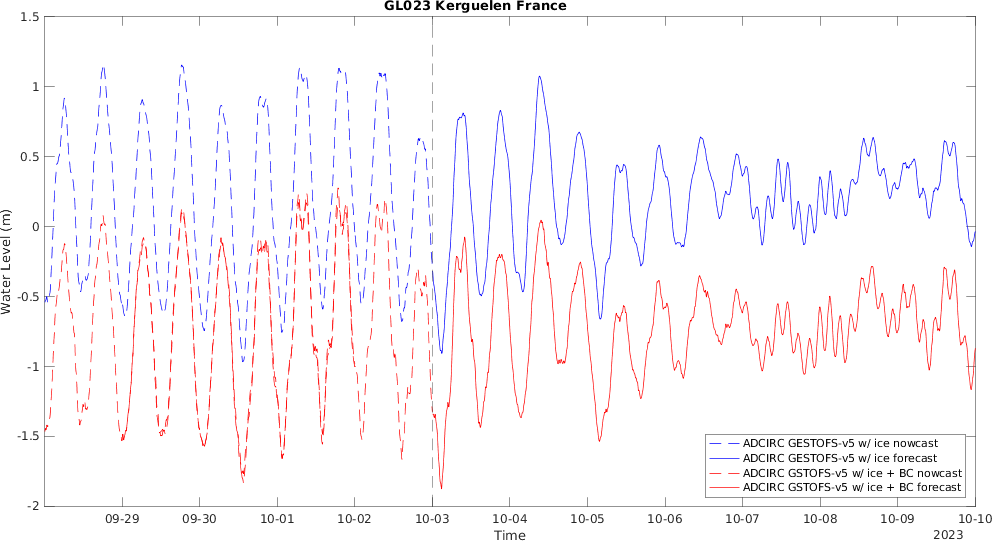 GL023 Kerguelen France
1.5
1
0.5
0
-0.5
-1
-1.5
-2
Water Level (m)
ADCIRC GESTOFS-v5 w/ ice nowcast
ADCIRC GESTOFS-v5 w/ ice forecast
ADCIRC GSTOFS-v5 w/ ice + BC nowcast
ADCIRC GSTOFS-v5 w/ ice + BC forecast
09-29 09-30 10-01 10-02 10-03 10-04 10-05 10-06 10-07 10-08 10-09 10-10
Time
2023